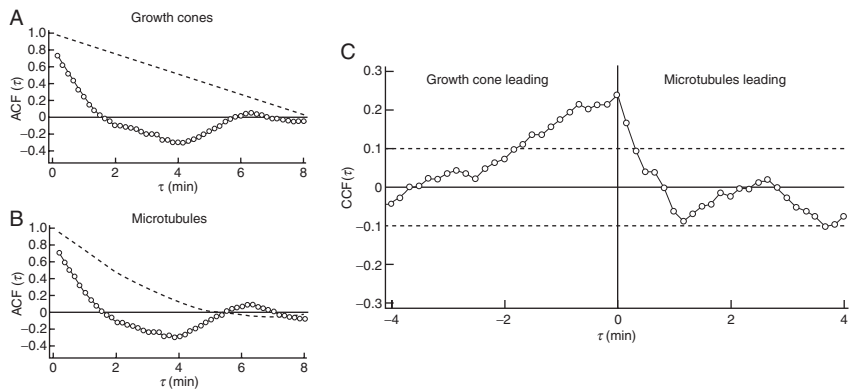 A
Growth cones
1.0
0.8
0.6
0.4
0.2
0
−0.2
−0.4
ACF (τ)
0 2 4 6 8
τ (min)
B
Microtubules
1.0
0.8
0.6
0.4
0.2
0
−0.2
−0.4
ACF (τ)
0 2 4 6 8
τ (min)
C
Growth cone leading
Microtubules leading
0.3
0.2
0.1
0
−0.1
−0.2
−0.3
CCF(τ)
−4 −2 0 2 4
τ (min)